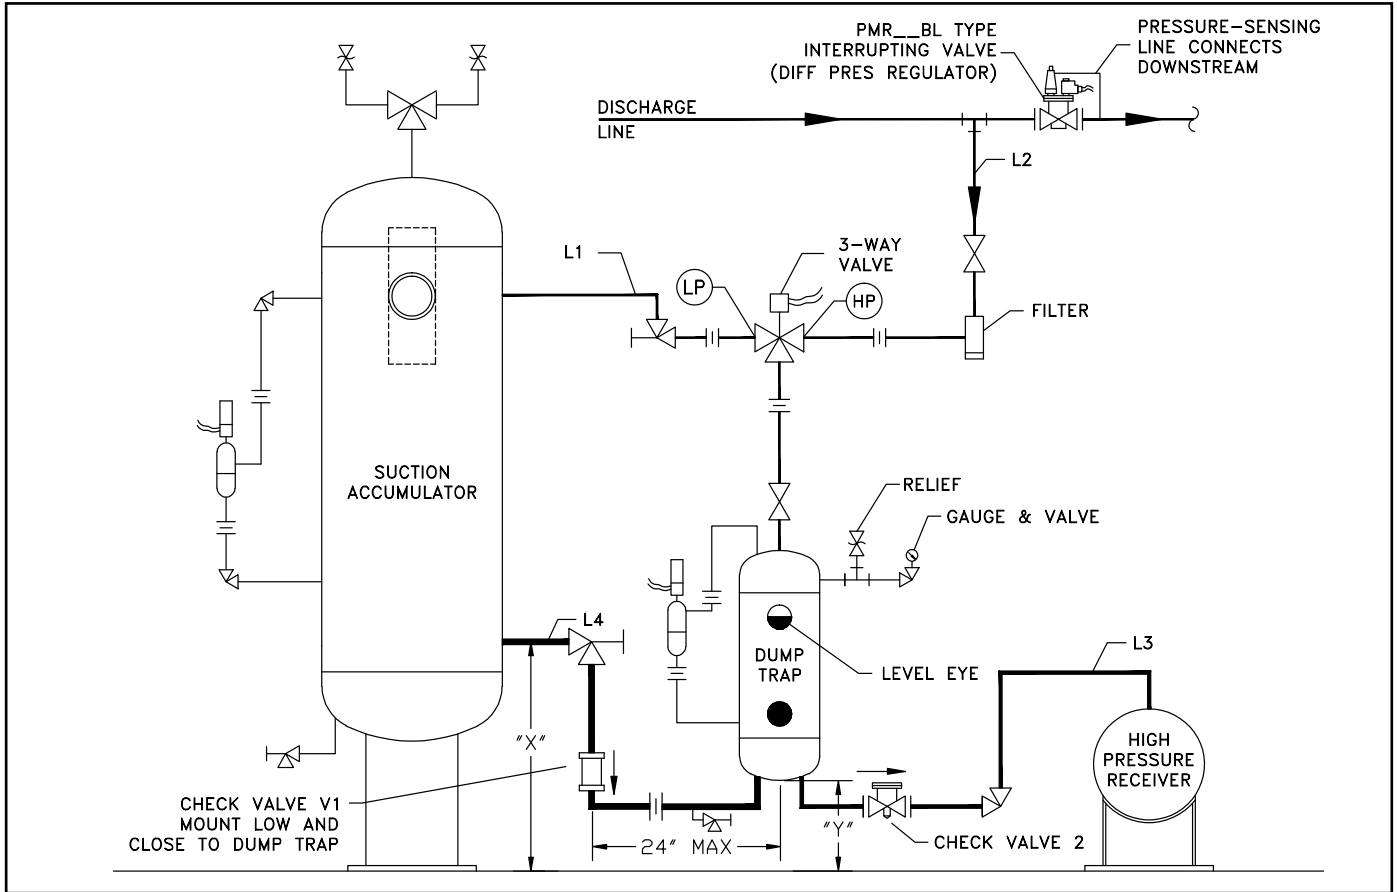 PMR__BL TYPE
INTERRUPTING VALVE
(DIFF PRES REGULATOR)
PRESSURE-SENSING
LINE CONNECTS
DOWNSTREAM
DISCHARGE
LINE
L2
3-WAY
VALVE
L1
LP
HP
FILTER
SUCTION
ACCUMULATOR
RELIEF
GAUGE & VALVE
L4
DUMP
TRAP
LEVEL EYE
L3
"X"
HIGH
PRESSURE
RECEIVER
CHECK VALVE V1
MOUNT LOW AND
CLOSE TO DUMP TRAP
24" MAX
"Y"
CHECK VALVE 2